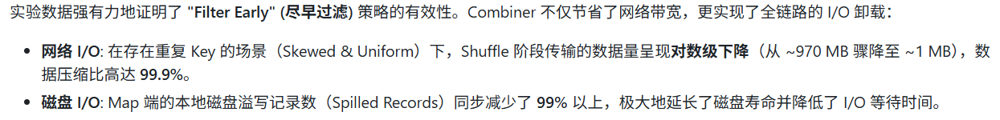 实验数据强有力地证明了 "Filter Early" (尽早过滤) 策略的有效性。Combiner 不仅节省了网络带宽，更实现了全链路的 I/O 卸载：
• 网络 I/O: 在存在重复 Key 的场景（Skewed & Uniform）下，Shuffle 阶段传输的数据量呈现对数级下降（从 ~970 MB 骤降至 ~1 MB），数
据压缩比高达 99.9%。
• 磁盘 I/O: Map 端的本地磁盘溢写记录数（Spilled Records）同步减少了 99% 以上，极大地延长了磁盘寿命并降低了 I/O 等待时间。